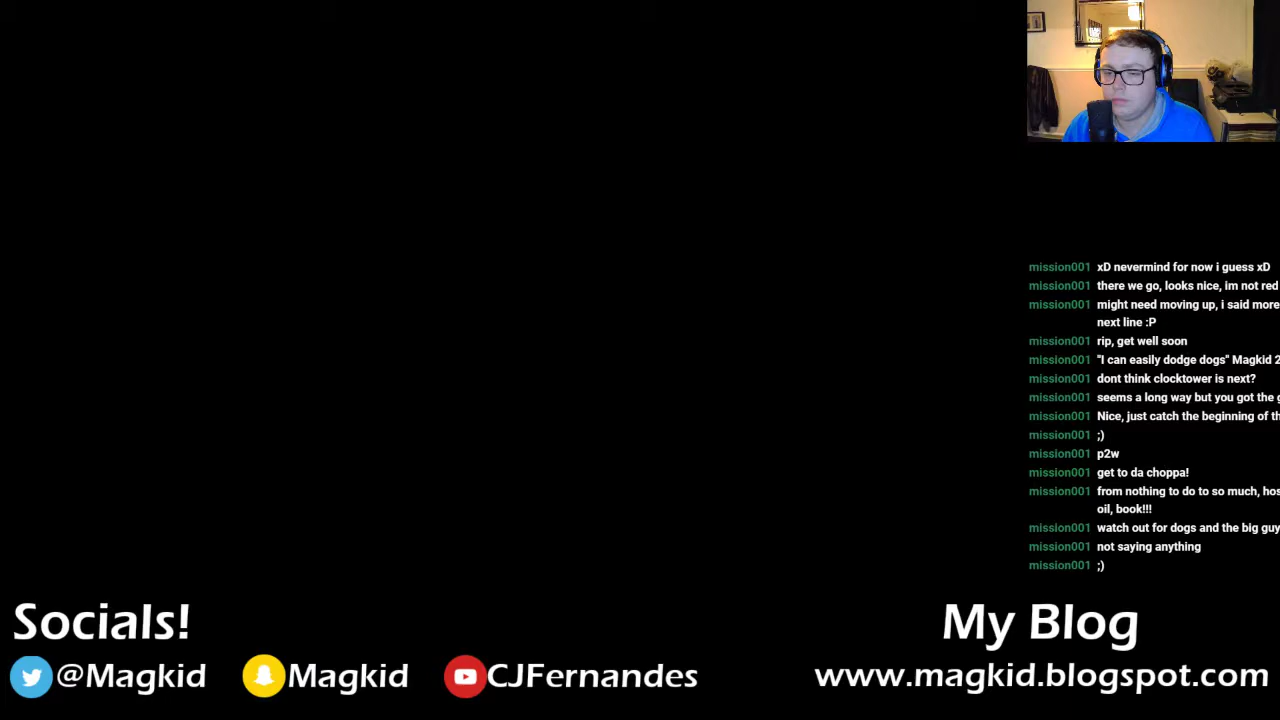 mission001 xD nevermind for now i guess xD
mission001 there we go, looks nice, im not red
mission001 might need moving up, i said more
next line :P
mission001 rip, get well soon
mission001 "I can easily dodge dogs" Magkid 2
mission001 dont think clocktower is next?
mission001 seems a long way but you got the
mission001 Nice, just catch the beginning of
mission001 ;)
mission001 p2w
mission001 get to da choppa!
mission001 from nothing to do to so much,
oil, book!!!
mission001 watch out for dogs and the big guy
mission001 not saying anything
mission001 ;)
Socials!
My Blog
@Magkid Magkid CJFernandes www.magkid.blogspot.com